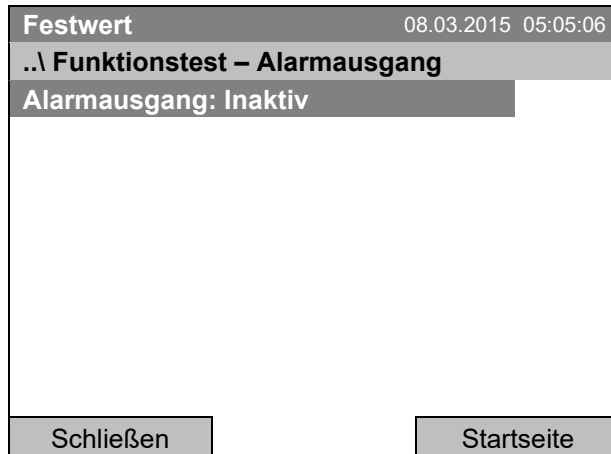 Festwert 08.03.2015 05:05:06
..\ Funktionstest – Alarmausgang
Alarmausgang: Inaktiv
Schließen Startseite